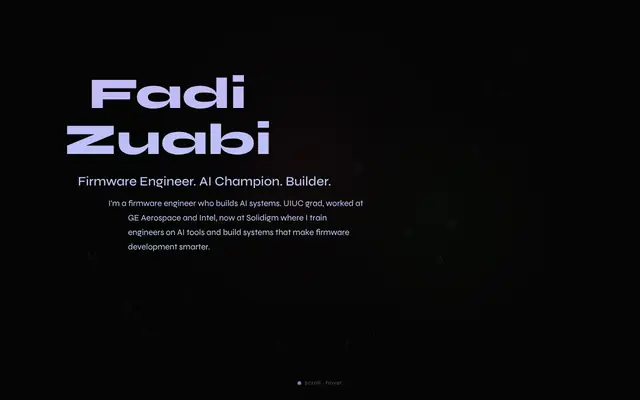 Fadi
Zuabi
Firmware Engineer. AI Champion. Builder.
I'm a firmware engineer who builds AI systems. UIUC grad, worked at
GE Aerospace and Intel, now at Solidigm where I train
engineers on AI tools and build systems that make firmware
development smarter.
scroll · hover